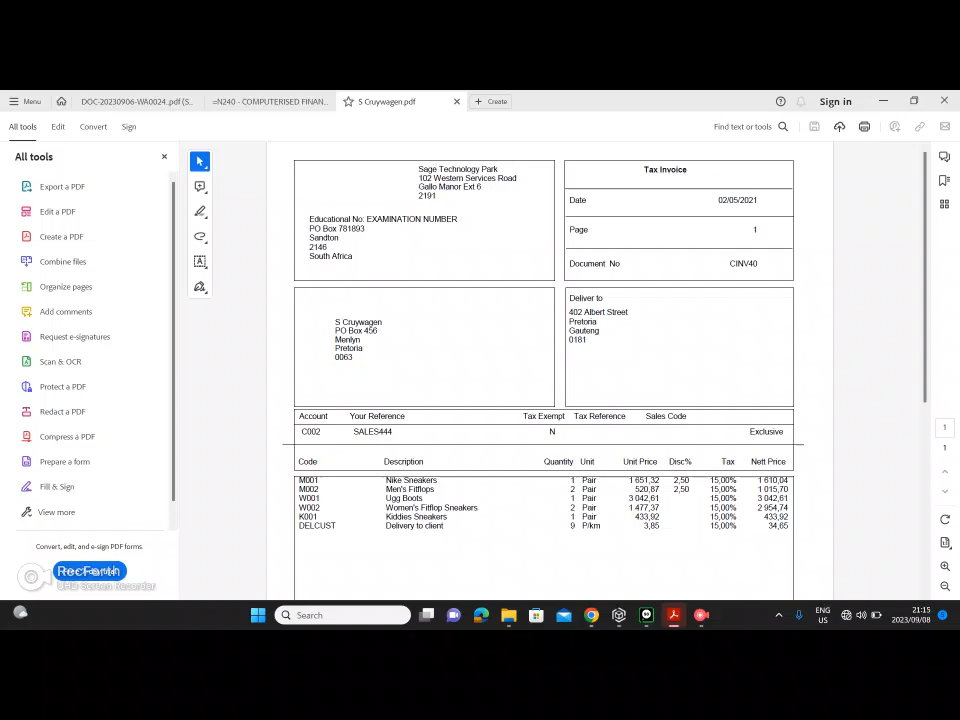 Menu
DOC-20230906-WA0024..pdf (S...
=N240 - COMPUTERISED FINAN...
S Cruywagen.pdf
Create
Sign in
All tools Edit Convert Sign
Find text or tools
All tools
Export a PDF
Edit a PDF
Create a PDF
Combine files
Organize pages
Add comments
Request e-signatures
Scan & OCR
Protect a PDF
Redact a PDF
Compress a PDF
Prepare a form
Fill & Sign
View more
Convert, edit, and e-sign PDF forms.
RecForth
UHD Screen Recorder
Sage Technology Park
102 Western Services Road
Gallo Manor Ext 6
2191
Educational No: EXAMINATION NUMBER
PO Box 781893
Sandton
2146
South Africa
Tax Invoice
Date 02/05/2021
Page 1
Document No CINV40
S Cruywagen
PO Box 456
Menlyn
Pretoria
0063
Deliver to
402 Albert Street
Pretoria
Gauteng
0181
Account Your Reference Tax Exempt Tax Reference Sales Code
C002 SALES444 N Exclusive
Code Description Quantity Unit Unit Price Disc% Tax Nett Price
M001 Nike Sneakers 1 Pair 1 651,32 2,50 15,00% 1 610,04
M002 Men's Fitflops 2 Pair 520,87 2,50 15,00% 1 015,70
W001 Ugg Boots 1 Pair 3 042,61 15,00% 3 042,61
W002 Women's Fitflop Sneakers 2 Pair 1 477,37 15,00% 2 954,74
K001 Kiddies Sneakers 1 Pair 433,92 15,00% 433,92
DELCUST Delivery to client 9 P/km 3,85 15,00% 34,65
1
1
Search
ENG
US
21:15
2023/09/08
2